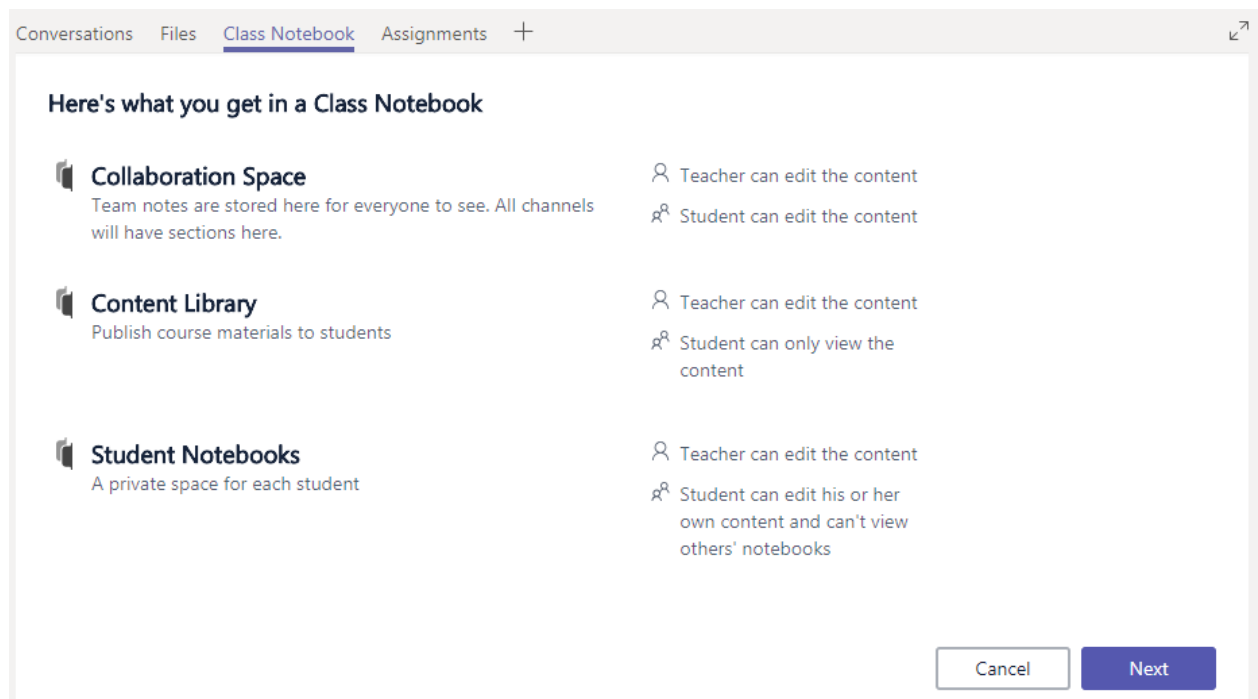 Conversations Files Class Notebook Assignments +
Here's what you get in a Class Notebook
Collaboration Space
Team notes are stored here for everyone to see. All channels
will have sections here.
Teacher can edit the content
Student can edit the content
Content Library
Publish course materials to students
Teacher can edit the content
Student can only view the
content
Student Notebooks
A private space for each student
Teacher can edit the content
Student can edit his or her
own content and can't view
others' notebooks
Cancel Next